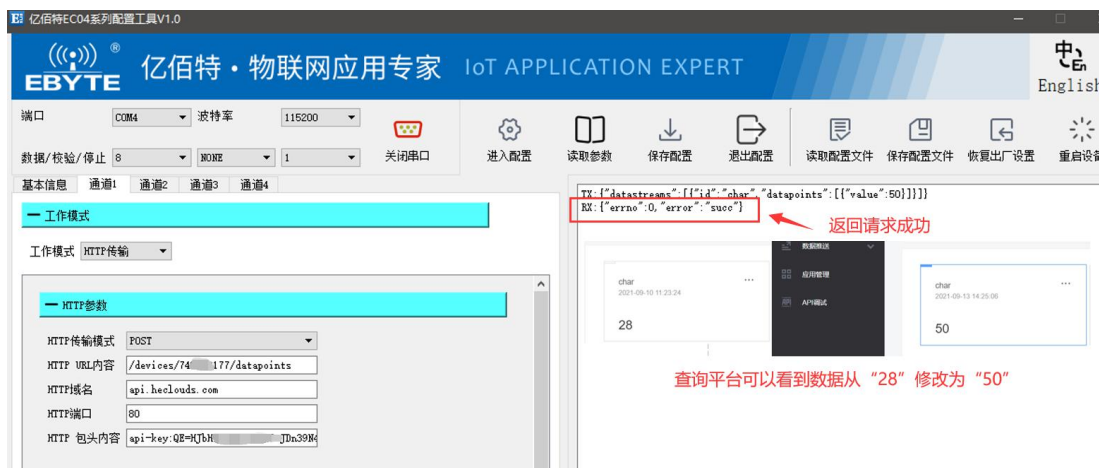 亿佰特EC04系列配置工具V1.0
EBYTE ® 亿佰特・物联网应用专家 IoT APPLICATION EXPERT 中 En English
端口 COM4 波特率 115200
数据/校验/停止 8 NONE 1 关闭串口 进入配置 读取参数 保存配置 退出配置 读取配置文件 保存配置文件 恢复出厂设置 重启设备
基本信息 通道1 通道2 通道3 通道4
TX:{"datastreams":[{"id":"char","datapoints":[{"value":50}]}]}
RX:{"errno":0,"error":"succ"}
返回请求成功
工作模式
工作模式 HTTP传输
数据推送
应用管理
API调试
char
2021-09-10 11:23:24
28
char
2021-09-13 14:25:06
50
查询平台可以看到数据从“28”修改为“50”
HTTP参数
HTTP传输模式 POST
HTTP URL内容 /devices/74 177/datapoints
HTTP域名 api.heclouds.com
HTTP端口 80
HTTP 包头内容 api-key:QE=HJbH JDn39N4